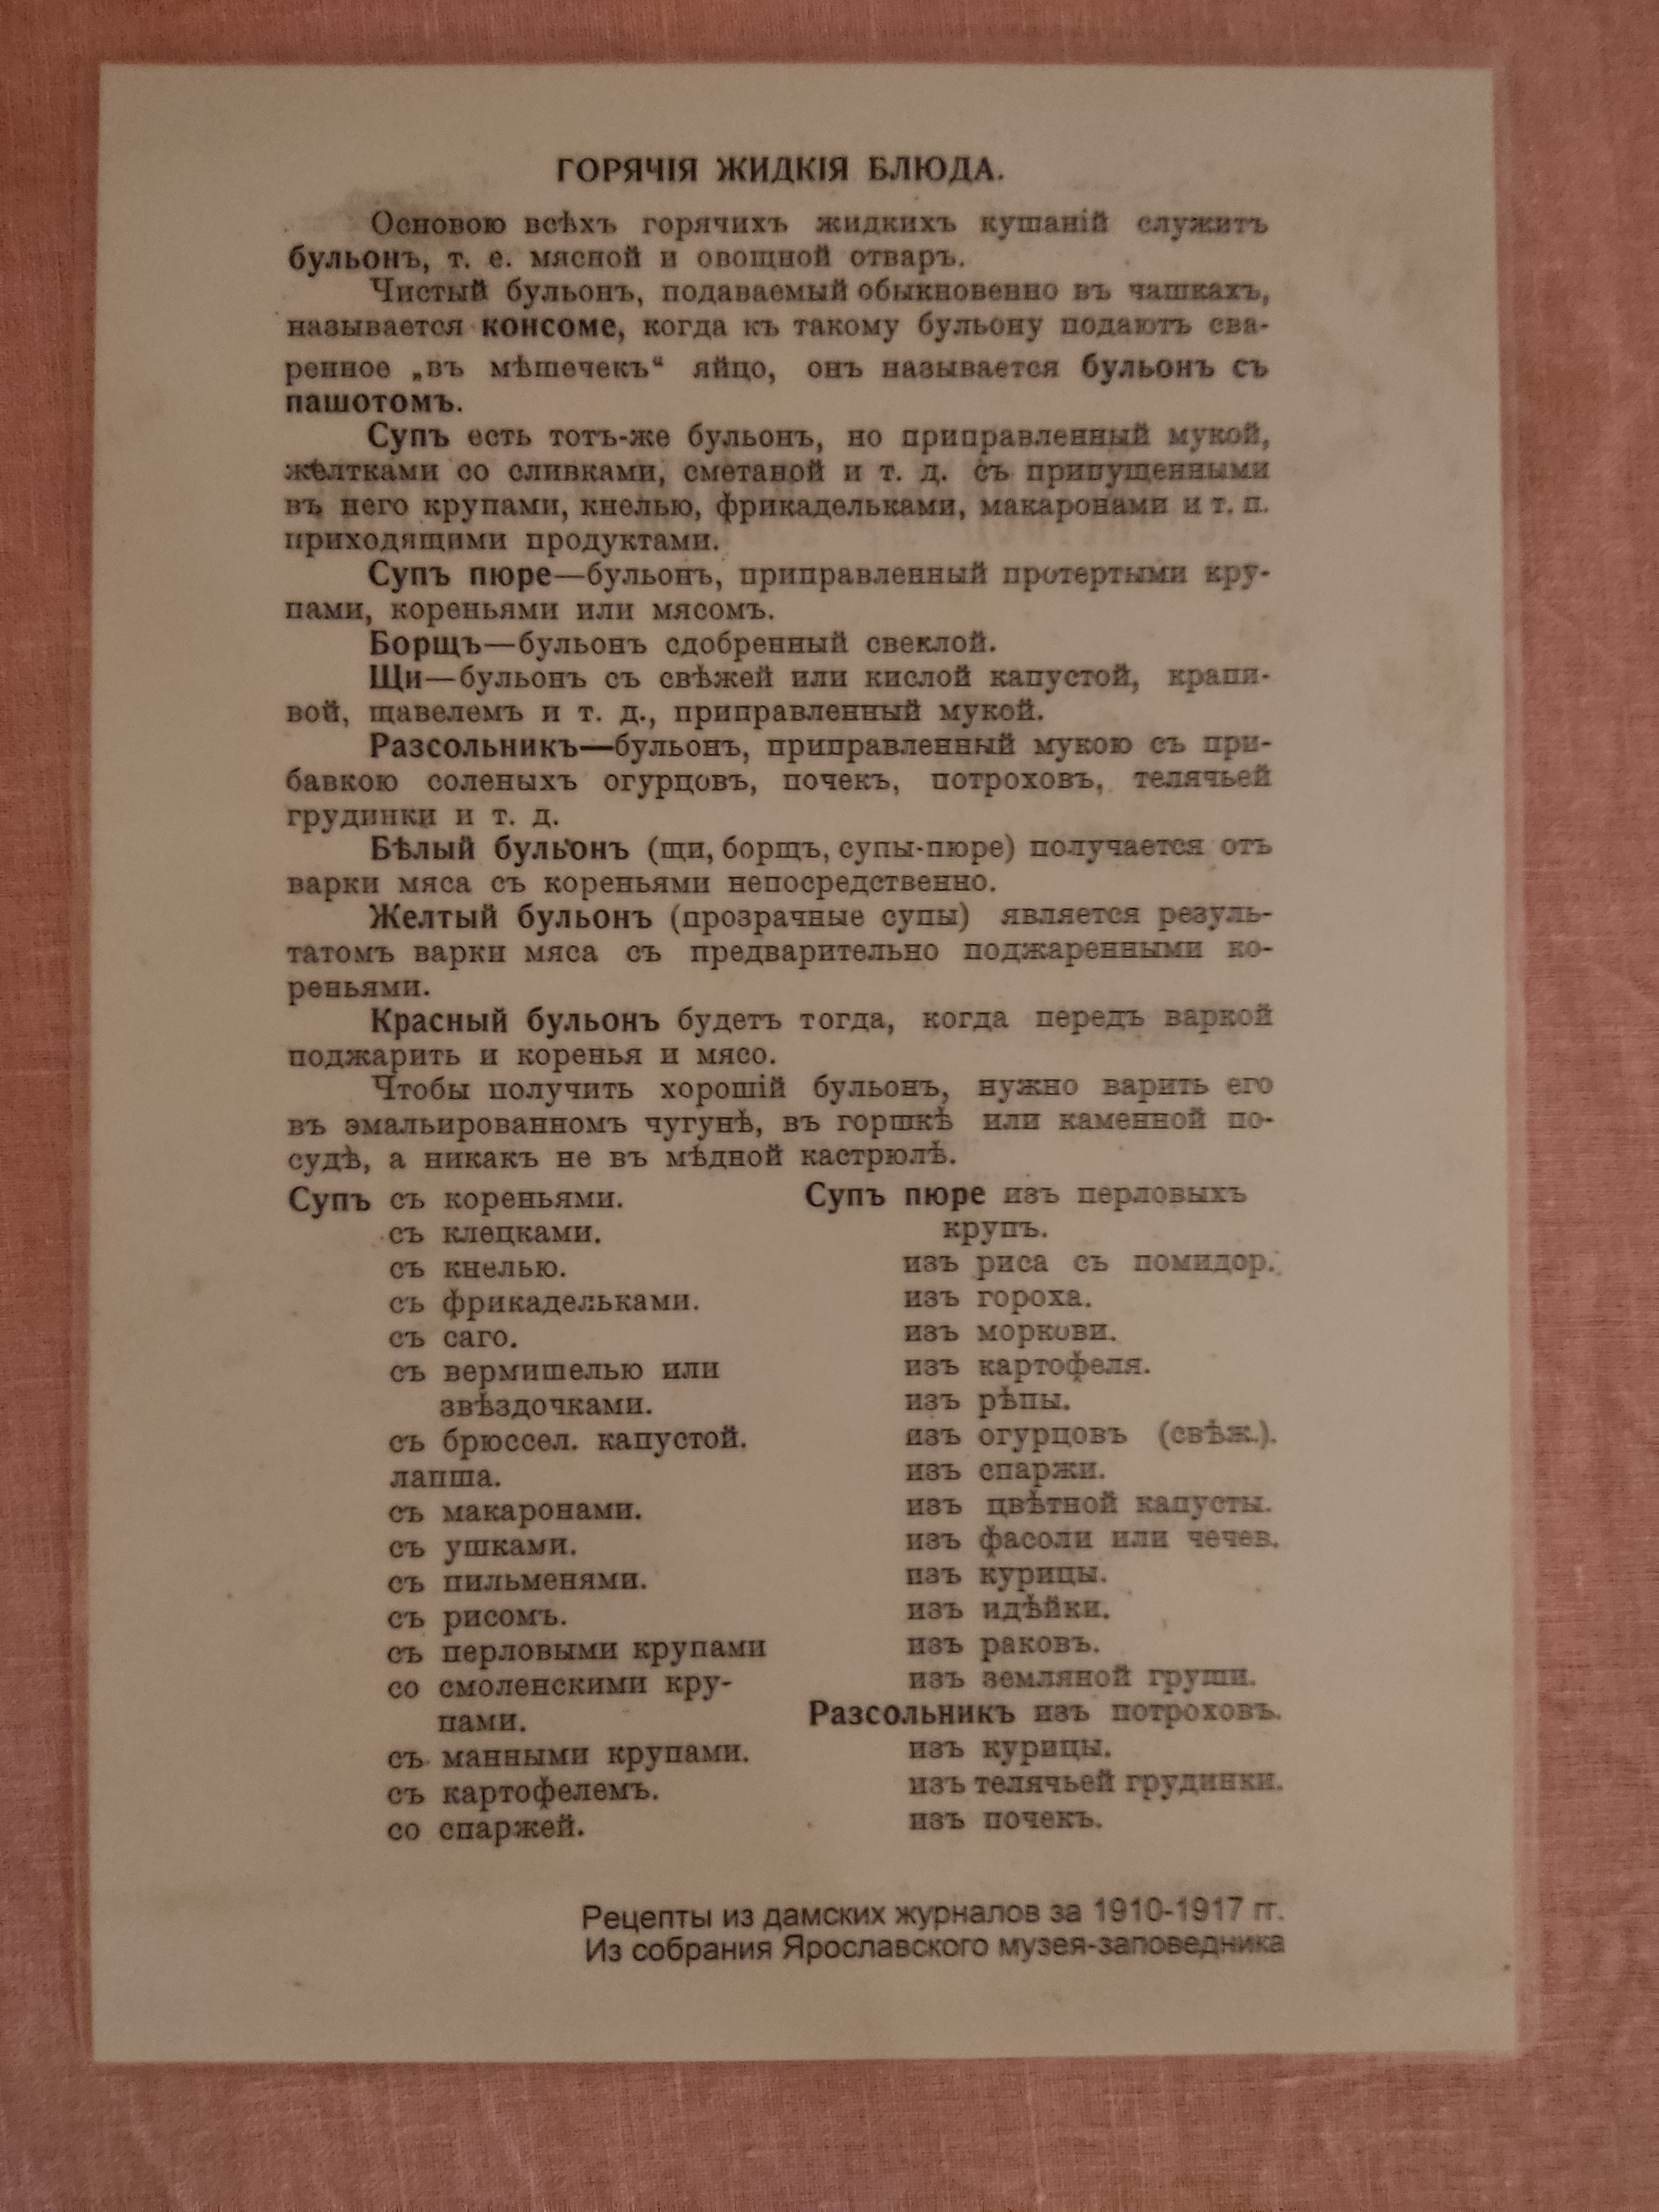 ГОРЯЧІЯ ЖИДКІЯ БЛЮДА.
Основою всѣхъ горячихъ жидкихъ кушаній служитъ
бульонъ, т. е. мясной и овощной отваръ.
Чистый бульонъ, подаваемый обыкновенно въ чашкахъ,
называется консоме, когда къ такому бульону подаютъ сва-
ренное „въ мѣшечекъ“ яйцо, онъ называется бульонъ съ
пашотомъ.
Супъ есть тотъ-же бульонъ, но приправленный мукой,
желтками со сливками, сметаной и т. д. съ припущенными
въ него крупами, кнелью, фрикадельками, макаронами и т. п.
приходящими продуктами.
Супъ пюре—бульонъ, приправленный протертыми кру-
пами, кореньями или мясомъ.
Борщъ—бульонъ сдобренный свеклой.
Щи—бульонъ съ свѣжей или кислой капустой, крапи-
вой, щавелемъ и т. д., приправленный мукой.
Разсольникъ—бульонъ, приправленный мукою съ при-
бавкою соленыхъ огурцовъ, почекъ, потроховъ, телячьей
грудинки и т. д.
Бѣлый бульонъ (щи, борщъ, супы-пюре) получается отъ
варки мяса съ кореньями непосредственно.
Желтый бульонъ (прозрачные супы) является резуль-
татомъ варки мяса съ предварительно поджаренными ко-
реньями.
Красный бульонъ будетъ тогда, когда передъ варкой
поджарить и коренья и мясо.
Чтобы получить хорошій бульонъ, нужно варить его
въ эмальированномъ чугунѣ, въ горшкѣ или каменной по-
судѣ, а никакъ не въ мѣдной кастрюлѣ.
Супъ съ кореньями.
съ клецками.
съ кнелью.
съ фрикадельками.
съ саго.
съ вермишелью или
звѣздочками.
съ брюссел. капустой.
лапша.
съ макаронами.
съ ушками.
съ пильменями.
съ рисомъ.
съ перловыми крупами
со смоленскими кру-
пами.
съ манными крупами.
съ картофелемъ.
со спаржей.
Супъ пюре изъ перловыхъ
крупъ.
изъ риса съ помидор.
изъ гороха.
изъ моркови.
изъ картофеля.
изъ рѣпы.
изъ огурцовъ (свѣж.).
изъ спаржи.
изъ цвѣтной капусты.
изъ фасоли или чечев.
изъ курицы.
изъ идѣйки.
изъ раковъ.
изъ земляной груши.
Разсольникъ изъ потроховъ.
изъ курицы.
изъ телячьей грудинки.
изъ почекъ.
Рецепты из дамских журналов за 1910-1917 гг.
Из собрания Ярославского музея-заповедника